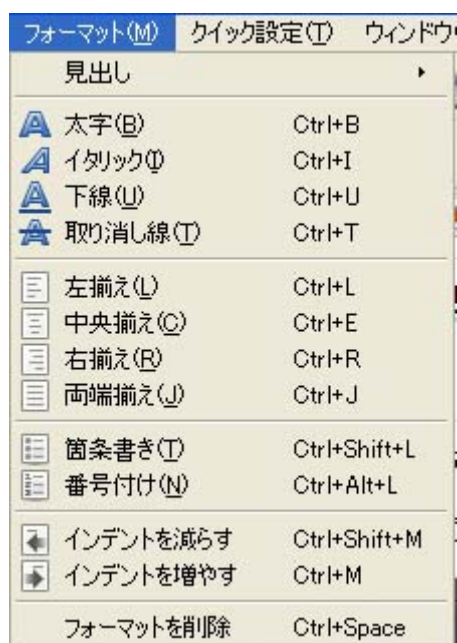 フォーマット(M) クイック設定(T) ウィンドウ
見出し
太字(B) Ctrl+B
イタリック(I) Ctrl+I
下線(U) Ctrl+U
取り消し線(T) Ctrl+T
左揃え(L) Ctrl+L
中央揃え(C) Ctrl+E
右揃え(R) Ctrl+R
両端揃え(J) Ctrl+J
箇条書き(T) Ctrl+Shift+L
番号付け(N) Ctrl+Alt+L
インデントを減らす Ctrl+Shift+M
インデントを増やす Ctrl+M
フォーマットを削除 Ctrl+Space